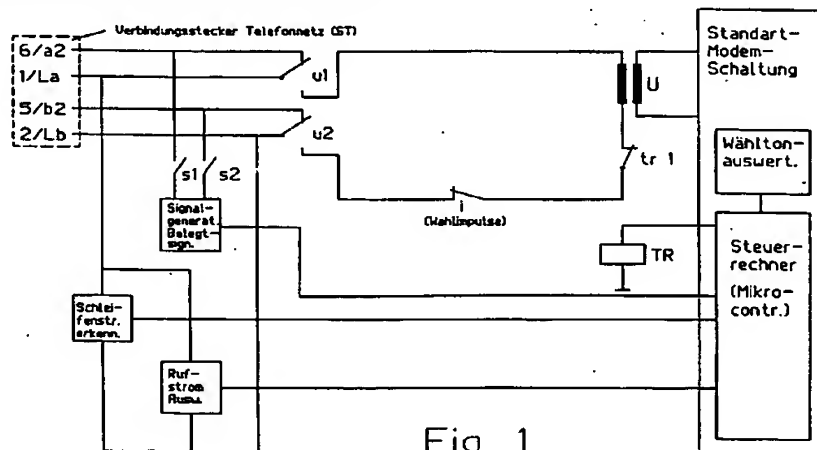 Verbindungsstecker Telefonnetz (ST)
6/a2
1/La
5/b2
2/Lb
u1
u2
s1
s2
Signal-
generat.
Belegt-
sign.
Schlei-
fenstr.
erkenn.
Ruf-
strom
Ausw.
i
(Wahlimpulse)
U
tr 1
TR
Standart-
Modem-
Schaltung
Wählton-
auswert.
Steuer-
rechner
(Mikro-
contr.)
Fig 1